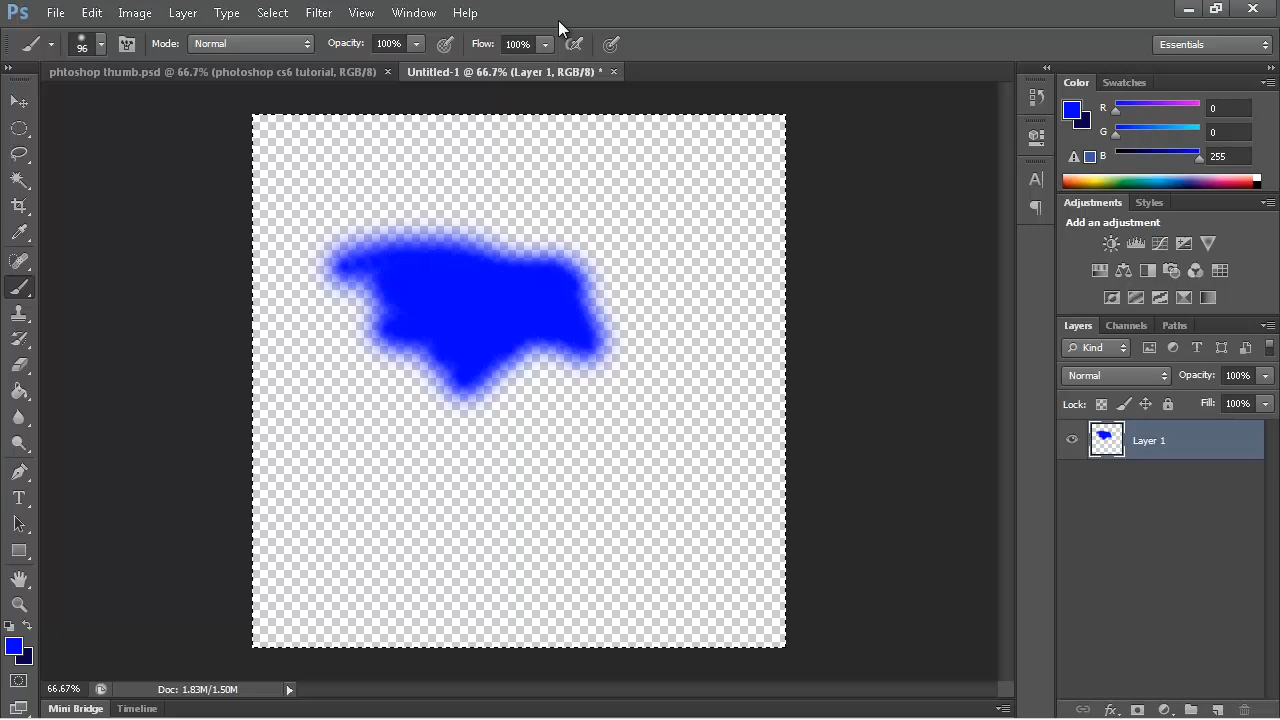 Ps File Edit Image Layer Type Select Filter View Window Help
96 Mode: Normal Opacity: 100% Flow: 100% Essentials
phtoshop thumb.psd @ 66.7% (photoshop cs6 tutorial, RGB/8) × Untitled-1 @ 66.7% (Layer 1, RGB/8) * ×
Color Swatches
R 0
G 0
B 255
Adjustments Styles
Add an adjustment
Layers Channels Paths
Kind
Normal Opacity: 100%
Lock: Fill: 100%
Layer 1
66.67% Doc: 1.83M/1.50M
Mini Bridge Timeline